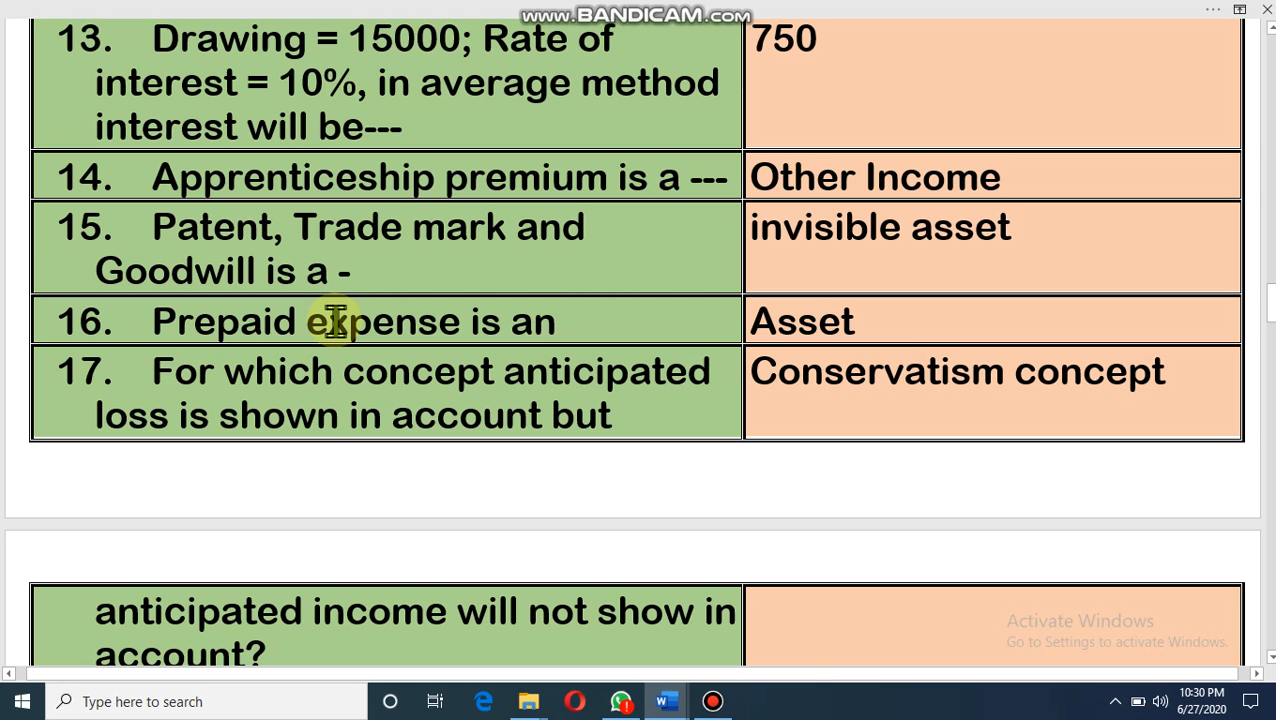 www.BANDICAM.com
13. Drawing = 15000; Rate of
interest = 10%, in average method
interest will be---
750
14. Apprenticeship premium is a ---
Other Income
15. Patent, Trade mark and
Goodwill is a -
invisible asset
16. Prepaid expense is an
Asset
17. For which concept anticipated
loss is shown in account but
Conservatism concept
anticipated income will not show in
account?
Activate Windows
Go to Settings to activate Windows.
Type here to search
10:30 PM
6/27/2020